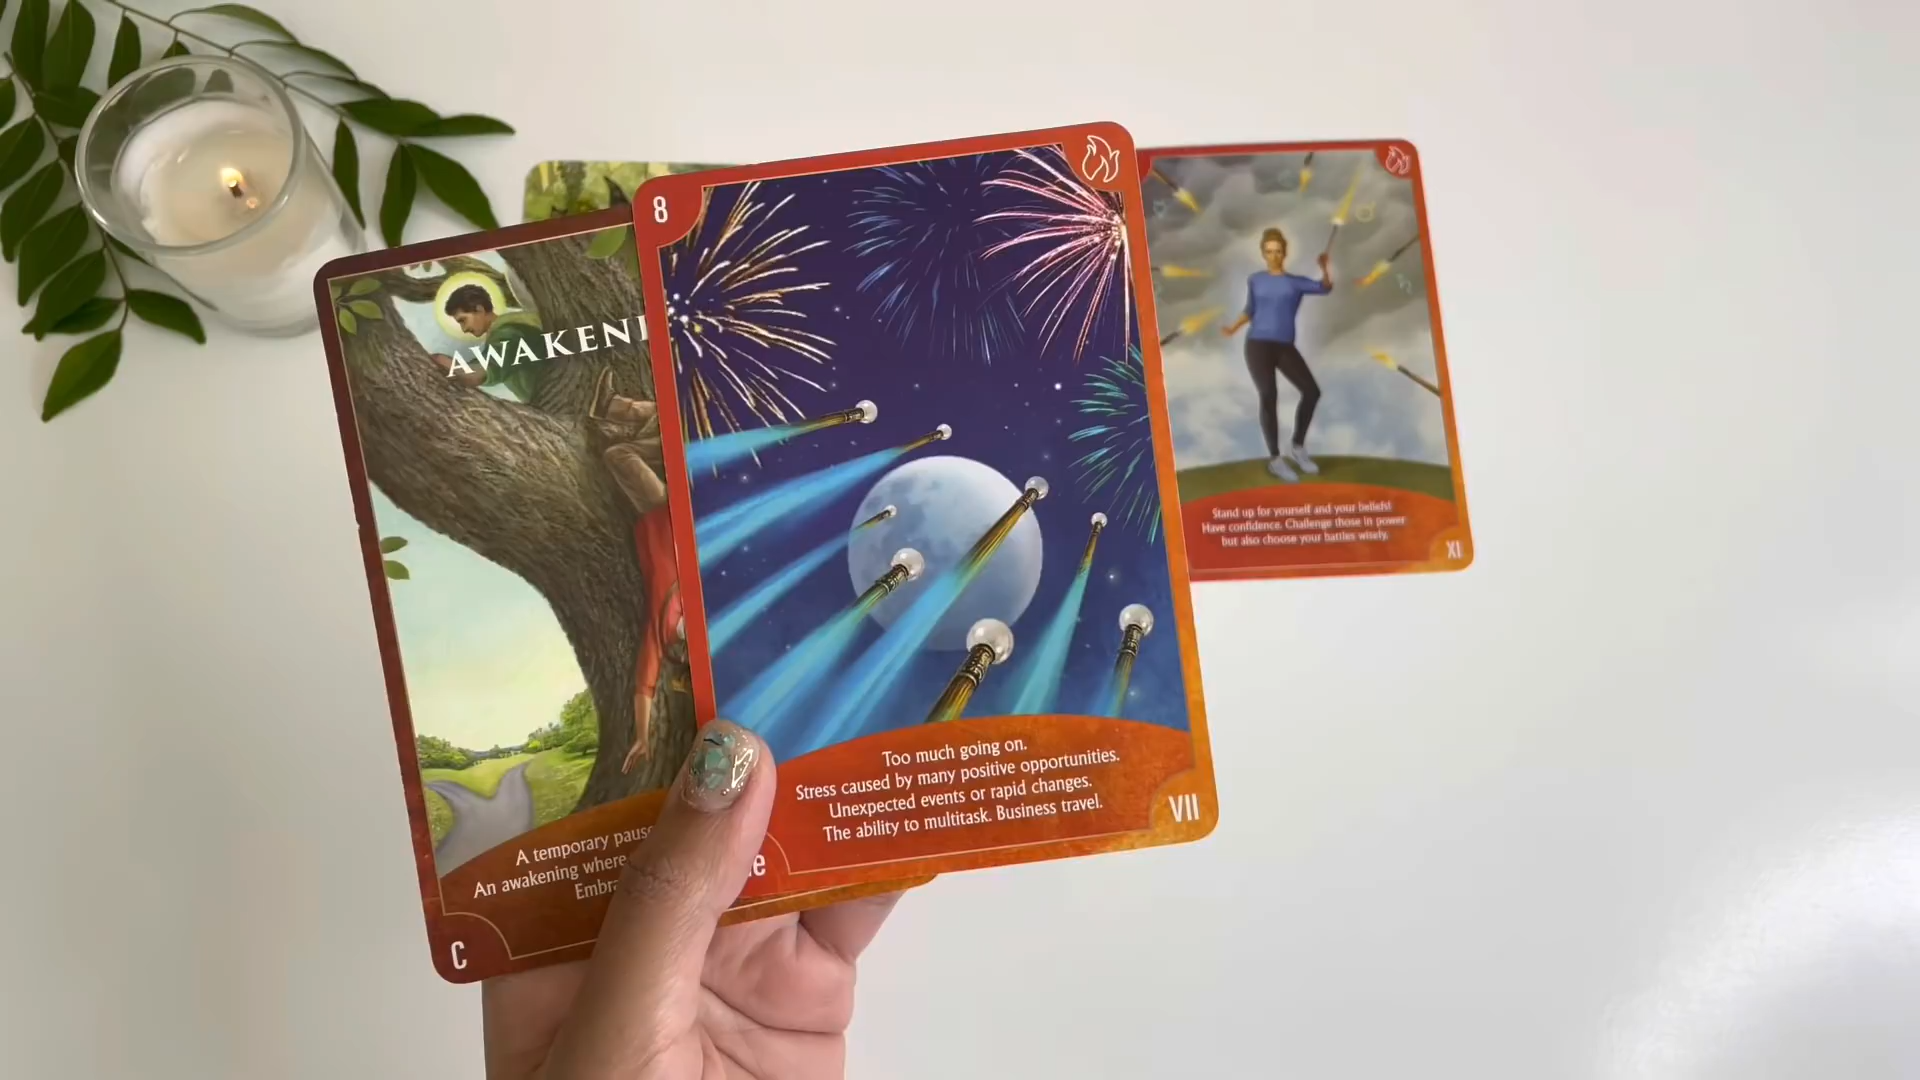 AWAKENI
A temporary paus
An awakening where
Embra
C
8
Too much going on.
Stress caused by many positive opportunities.
Unexpected events or rapid changes.
The ability to multitask. Business travel.
VII
Stand up for yourself and your beliefs!
Have confidence. Challenge those in power
but also choose your battles wisely.
XI